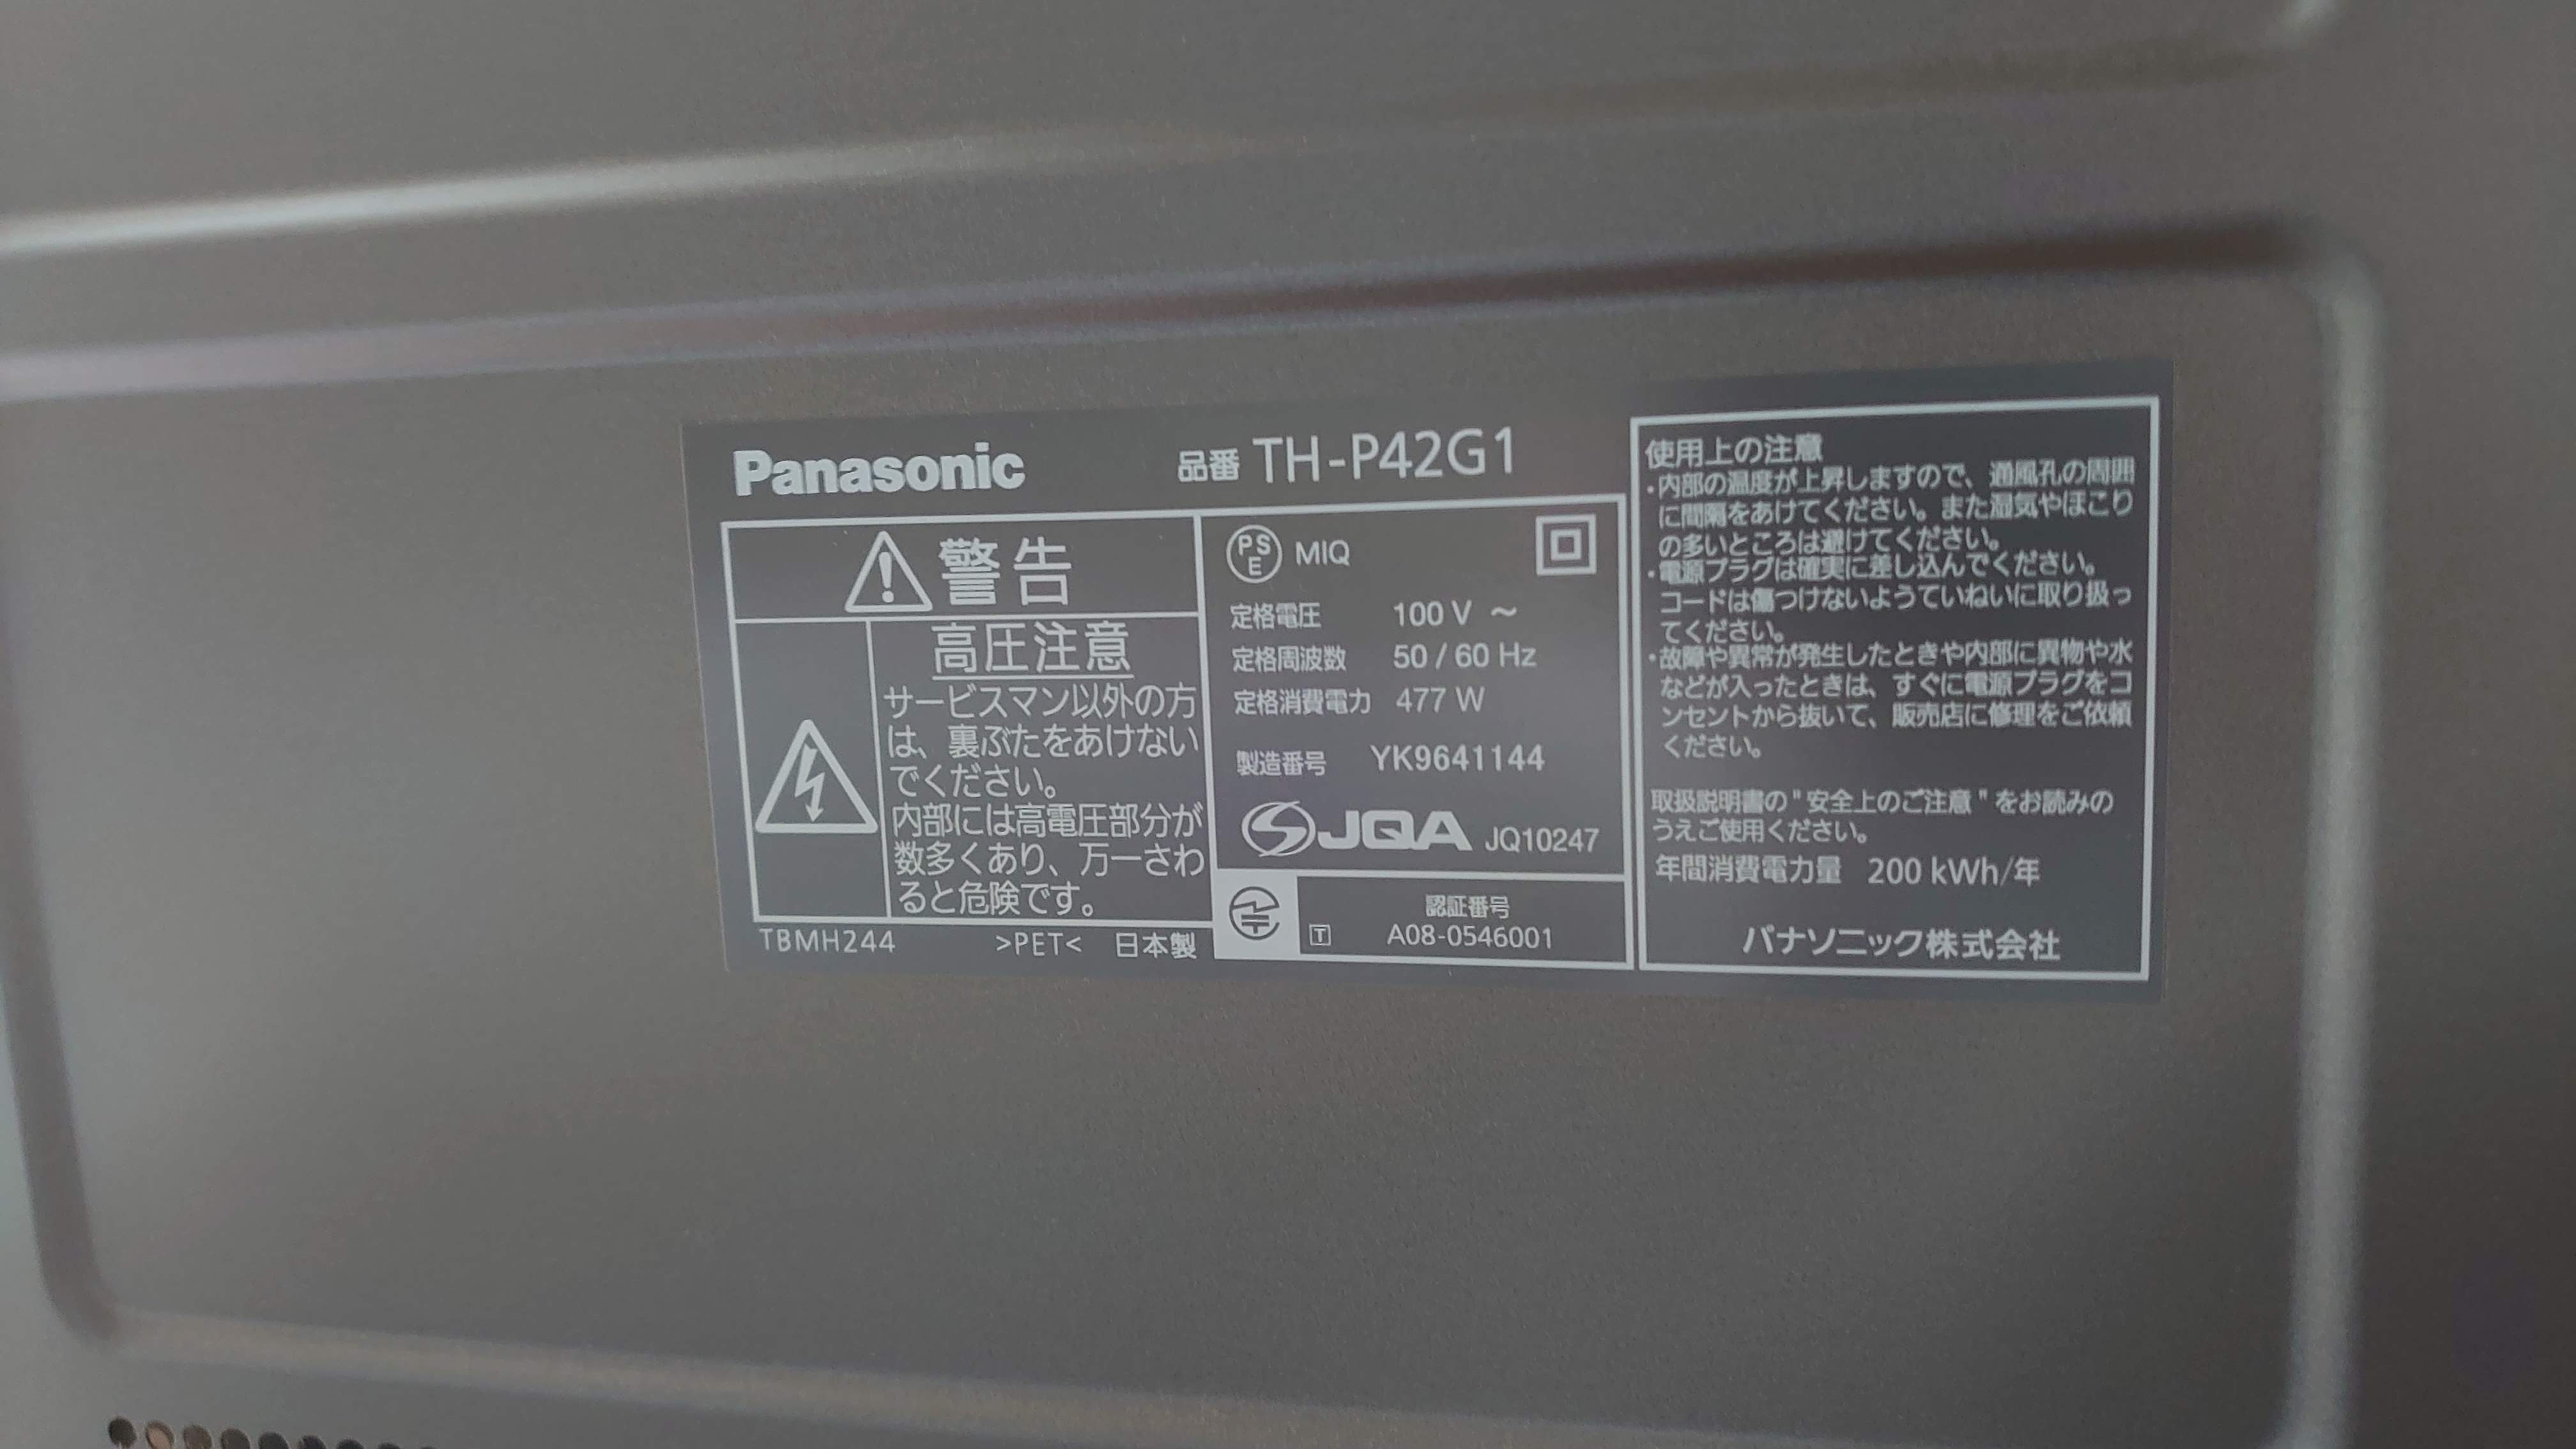 Panasonic 品番 TH-P42G1
警告
高圧注意
サービスマン以外の方
は、裏ぶたをあけない
でください。
内部には高電圧部分が
数多くあり、万一さわ
ると危険です。
TBMH244 >PET< 日本製
PSE MIQ
定格電圧 100 V ～
定格周波数 50 / 60 Hz
定格消費電力 477 W
製造番号 YK9641144
JQA JQ10247
T
認証番号
A08-0546001
使用上の注意
・内部の温度が上昇しますので、通風孔の周囲
に間隔をあけてください。また湿気やほこり
の多いところは避けてください。
・電源プラグは確実に差し込んでください。
コードは傷つけないようていねいに取り扱っ
てください。
・故障や異常が発生したときや内部に異物や水
などが入ったときは、すぐに電源プラグをコ
ンセントから抜いて、販売店に修理をご依頼
ください。
取扱説明書の"安全上のご注意"をお読みの
うえご使用ください。
年間消費電力量 200 kWh/年
パナソニック株式会社